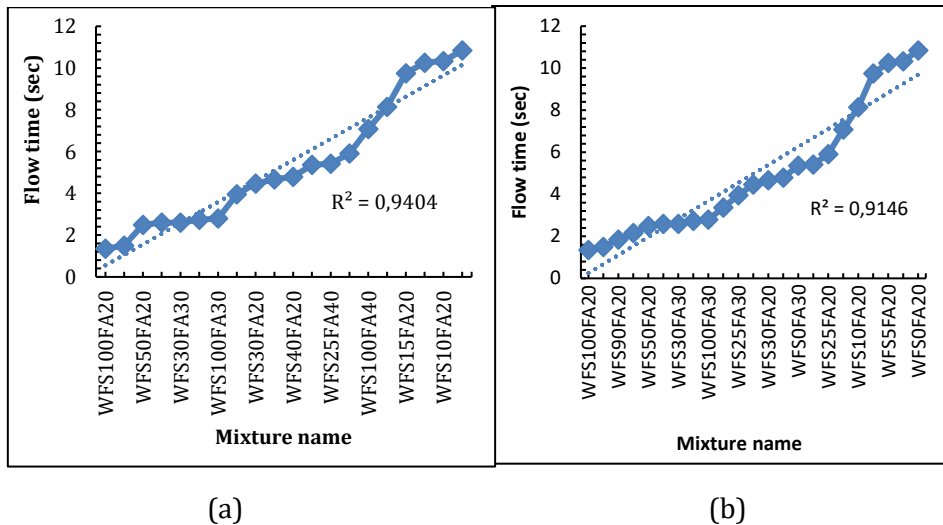 12
10
8
6
4
2
0
Flow time (sec)
R² = 0,9404
WFS100FA20
WFS50FA20
WFS30FA30
WFS100FA30
WFS30FA20
WFS40FA20
WFS25FA40
WFS100FA40
WFS15FA20
WFS10FA20
Mixture name
(a)
12
10
8
6
4
2
0
Flow time (sec)
R² = 0,9146
WFS100FA20
WFS90FA20
WFS50FA20
WFS30FA30
WFS100FA30
WFS25FA30
WFS30FA20
WFS0FA30
WFS25FA20
WFS10FA20
WFS5FA20
WFS0FA20
Mixture name
(b)